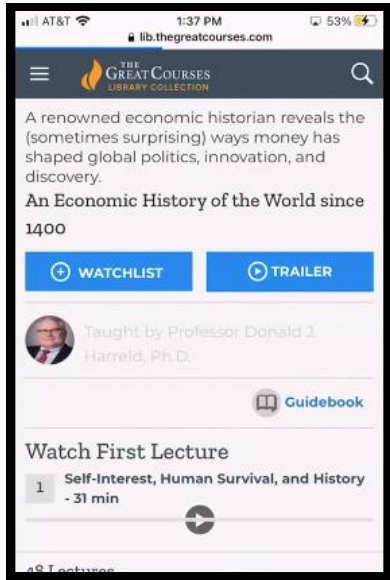 AT&T 1:37 PM 53%
lib.thegreatcourses.com
THE
GREAT COURSES
LIBRARY COLLECTION
A renowned economic historian reveals the
(sometimes surprising) ways money has
shaped global politics, innovation, and
discovery.
An Economic History of the World since
1400
WATCHLIST TRAILER
Taught by Professor Donald J.
Harreld, Ph.D.
Guidebook
Watch First Lecture
1 Self-Interest, Human Survival, and History
- 31 min
48 Lectures